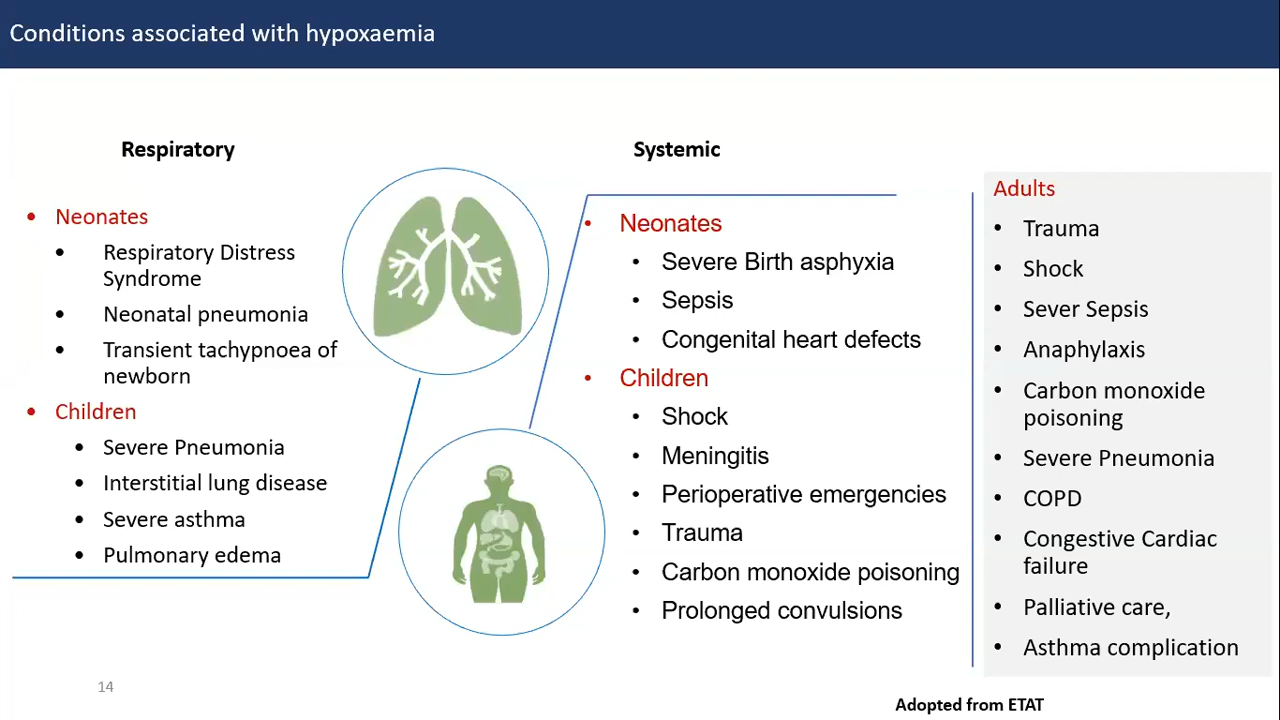 Conditions associated with hypoxaemia
Respiratory
• Neonates
• Respiratory Distress
Syndrome
• Neonatal pneumonia
• Transient tachypnoea of
newborn
• Children
• Severe Pneumonia
• Interstitial lung disease
• Severe asthma
• Pulmonary edema
Systemic
• Neonates
• Severe Birth asphyxia
• Sepsis
• Congenital heart defects
• Children
• Shock
• Meningitis
• Perioperative emergencies
• Trauma
• Carbon monoxide poisoning
• Prolonged convulsions
Adults
• Trauma
• Shock
• Sever Sepsis
• Anaphylaxis
• Carbon monoxide
poisoning
• Severe Pneumonia
• COPD
• Congestive Cardiac
failure
• Palliative care,
• Asthma complication
14
Adopted from ETAT